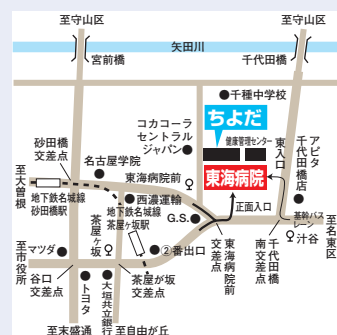 至守山区
至守山区
矢田川
宮前橋
千代田橋
千種中学校
コカコーラ
セントラル
ジャパン
ちよだ
健康管理センター
東入口
アピタ
千代田橋店
砂田橋
交差点
名古屋学院
東海病院前
東海病院
正面入口
至大曽根
地下鉄名城線
砂田橋駅
西濃運輸
地下鉄名城線
茶屋ヶ坂駅
茶屋ヶ坂
G.S.
基幹バス
レーン
汁谷
至名東区
至市役所
マツダ
②番出口
東海病院前
交差点
千代田橋
南交差点
谷口
交差点
トヨタ
大垣共立銀行
茶屋が坂
交差点
至末盛通
至自由が丘